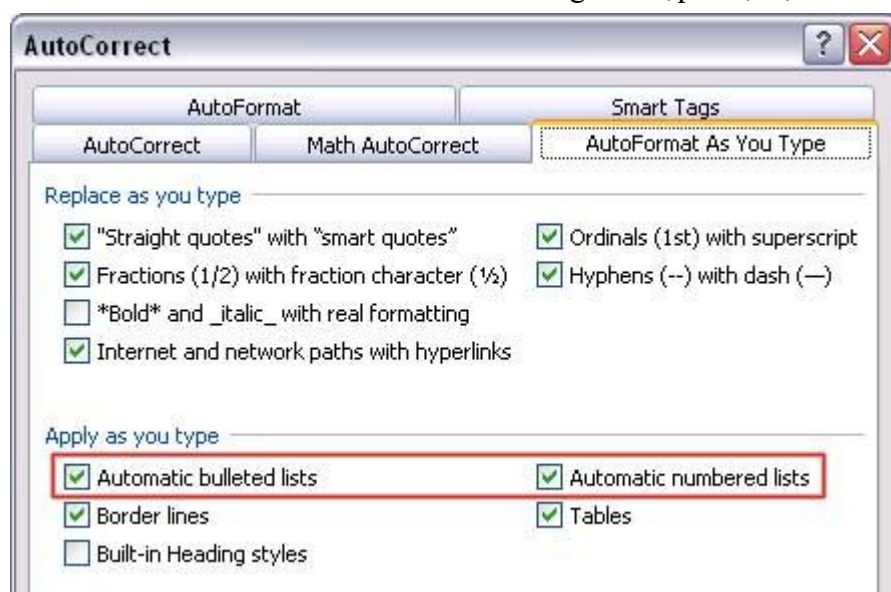 AutoCorrect
AutoFormat Smart Tags
AutoCorrect Math AutoCorrect AutoFormat As You Type
Replace as you type
"Straight quotes" with “smart quotes” Ordinals (1st) with superscript
Fractions (1/2) with fraction character (½) Hyphens (--) with dash (—)
*Bold* and _italic_ with real formatting
Internet and network paths with hyperlinks
Apply as you type
Automatic bulleted lists Automatic numbered lists
Border lines Tables
Built-in Heading styles